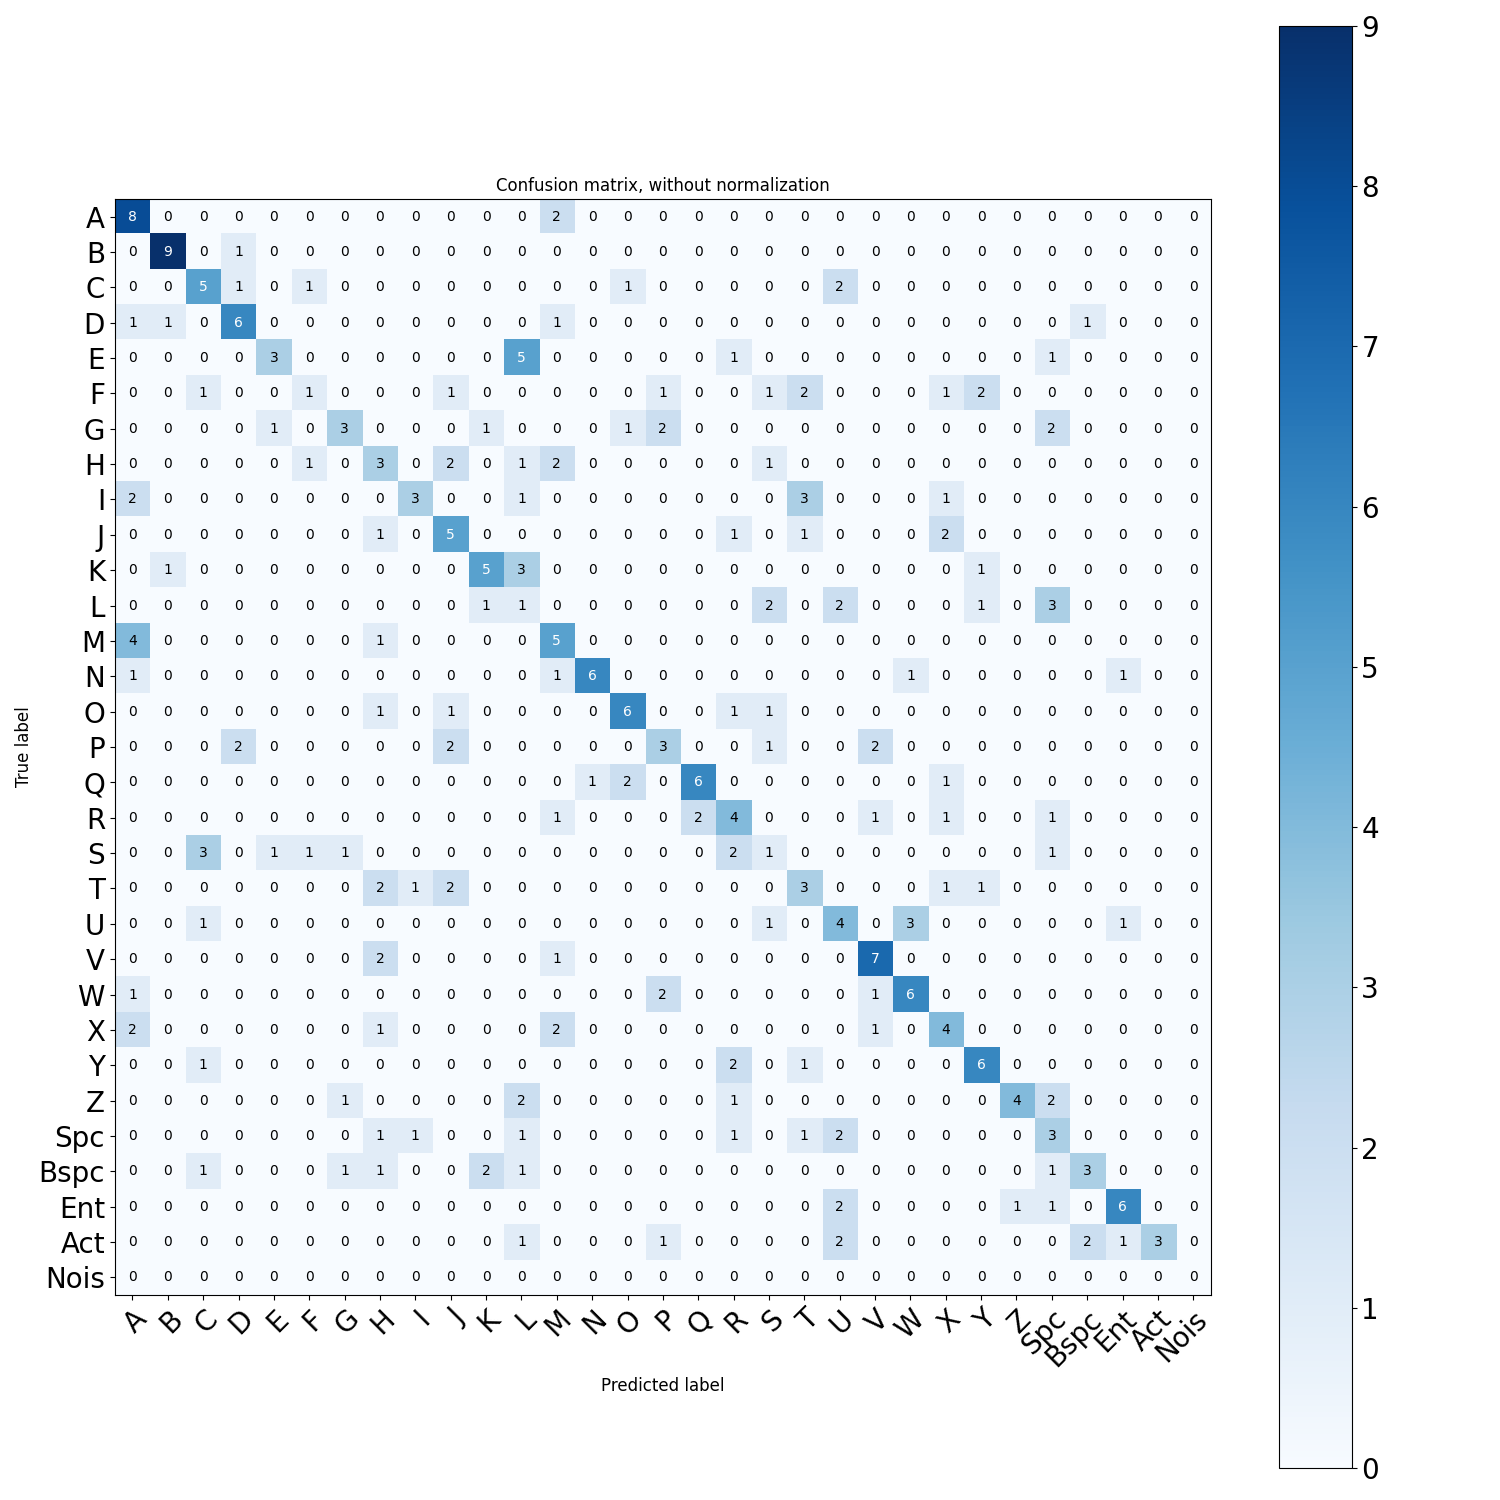 Confusion matrix, without normalization
A 8 0 0 0 0 0 0 0 0 0 0 0 2 0 0 0 0 0 0 0 0 0 0 0 0 0 0 0 0 0 0
B 0 9 0 1 0 0 0 0 0 0 0 0 0 0 0 0 0 0 0 0 0 0 0 0 0 0 0 0 0 0 0
C 0 0 5 1 0 1 0 0 0 0 0 0 0 0 1 0 0 0 0 0 2 0 0 0 0 0 0 0 0 0 0
D 1 1 0 6 0 0 0 0 0 0 0 0 1 0 0 0 0 0 0 0 0 0 0 0 0 0 0 1 0 0 0
E 0 0 0 0 3 0 0 0 0 0 0 5 0 0 0 0 0 1 0 0 0 0 0 0 0 0 1 0 0 0 0
F 0 0 1 0 0 1 0 0 0 1 0 0 0 0 0 1 0 0 1 2 0 0 0 1 2 0 0 0 0 0 0
G 0 0 0 0 1 0 3 0 0 0 1 0 0 0 1 2 0 0 0 0 0 0 0 0 0 0 2 0 0 0 0
H 0 0 0 0 0 1 0 3 0 2 0 1 2 0 0 0 0 0 1 0 0 0 0 0 0 0 0 0 0 0 0
I 2 0 0 0 0 0 0 0 3 0 0 1 0 0 0 0 0 0 0 3 0 0 0 1 0 0 0 0 0 0 0
J 0 0 0 0 0 0 0 1 0 5 0 0 0 0 0 0 0 1 0 1 0 0 0 2 0 0 0 0 0 0 0
K 0 1 0 0 0 0 0 0 0 0 5 3 0 0 0 0 0 0 0 0 0 0 0 0 1 0 0 0 0 0 0
L 0 0 0 0 0 0 0 0 0 0 1 1 0 0 0 0 0 0 2 0 2 0 0 0 1 0 3 0 0 0 0
M 4 0 0 0 0 0 0 1 0 0 0 0 5 0 0 0 0 0 0 0 0 0 0 0 0 0 0 0 0 0 0
N 1 0 0 0 0 0 0 0 0 0 0 0 1 6 0 0 0 0 0 0 0 0 1 0 0 0 0 0 1 0 0
O 0 0 0 0 0 0 0 1 0 1 0 0 0 0 6 0 0 1 1 0 0 0 0 0 0 0 0 0 0 0 0
P 0 0 0 2 0 0 0 0 0 2 0 0 0 0 0 3 0 0 1 0 0 2 0 0 0 0 0 0 0 0 0
Q 0 0 0 0 0 0 0 0 0 0 0 0 0 1 2 0 6 0 0 0 0 0 0 1 0 0 0 0 0 0 0
R 0 0 0 0 0 0 0 0 0 0 0 0 1 0 0 0 2 4 0 0 0 1 0 1 0 0 1 0 0 0 0
S 0 0 3 0 1 1 1 0 0 0 0 0 0 0 0 0 0 2 1 0 0 0 0 0 0 0 1 0 0 0 0
T 0 0 0 0 0 0 0 2 1 2 0 0 0 0 0 0 0 0 0 3 0 0 0 1 1 0 0 0 0 0 0
U 0 0 1 0 0 0 0 0 0 0 0 0 0 0 0 0 0 0 1 0 4 0 3 0 0 0 0 0 1 0 0
V 0 0 0 0 0 0 0 2 0 0 0 0 1 0 0 0 0 0 0 0 0 7 0 0 0 0 0 0 0 0 0
W 1 0 0 0 0 0 0 0 0 0 0 0 0 0 0 2 0 0 0 0 0 1 6 0 0 0 0 0 0 0 0
X 2 0 0 0 0 0 0 1 0 0 0 0 2 0 0 0 0 0 0 0 0 1 0 4 0 0 0 0 0 0 0
Y 0 0 1 0 0 0 0 0 0 0 0 0 0 0 0 0 0 2 0 1 0 0 0 0 6 0 0 0 0 0 0
Z 0 0 0 0 0 0 1 0 0 0 0 2 0 0 0 0 0 1 0 0 0 0 0 0 0 4 2 0 0 0 0
Spc 0 0 0 0 0 0 0 1 1 0 0 1 0 0 0 0 0 1 0 1 2 0 0 0 0 0 3 0 0 0 0
Bspc 0 0 1 0 0 0 1 1 0 0 2 1 0 0 0 0 0 0 0 0 0 0 0 0 0 0 1 3 0 0 0
Ent 0 0 0 0 0 0 0 0 0 0 0 0 0 0 0 0 0 0 0 0 2 0 0 0 0 1 1 0 6 0 0
Act 0 0 0 0 0 0 0 0 0 0 0 1 0 0 0 1 0 0 0 0 2 0 0 0 0 0 0 2 1 3 0
Nois 0 0 0 0 0 0 0 0 0 0 0 0 0 0 0 0 0 0 0 0 0 0 0 0 0 0 0 0 0 0 0
A B C D E F G H I J K L M N O P Q R S T U V W X Y Z Spc Bspc Ent Act Nois
Predicted label
True label
9
8
7
6
5
4
3
2
1
0